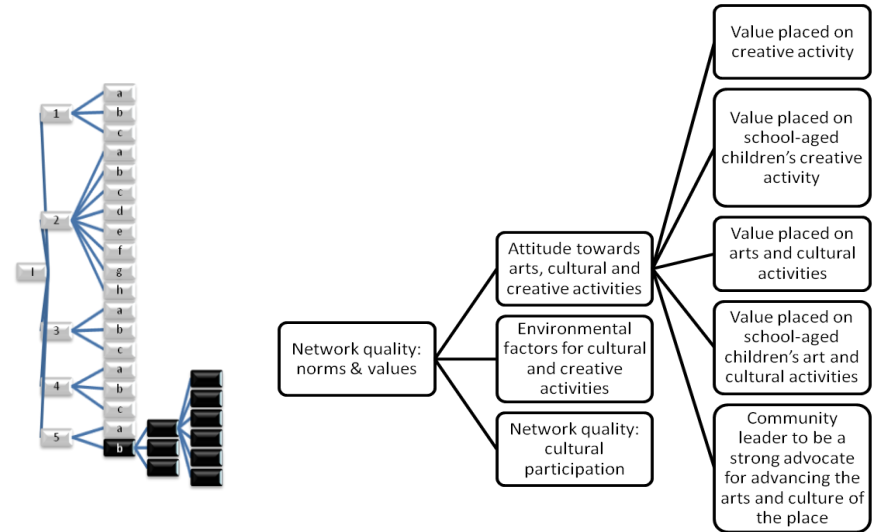 I
1
a
b
c
2
a
b
c
d
e
f
g
h
3
a
b
c
4
a
b
c
5
a
b
Network quality:
norms & values
Attitude towards
arts, cultural and
creative activities
Environmental
factors for cultural
and creative
activities
Network quality:
cultural
participation
Value placed on
creative activity
Value placed on
school-aged
children's creative
activity
Value placed on
arts and cultural
activities
Value placed on
school-aged
children's art and
cultural activities
Community
leader to be a
strong advocate
for advancing the
arts and culture of
the place